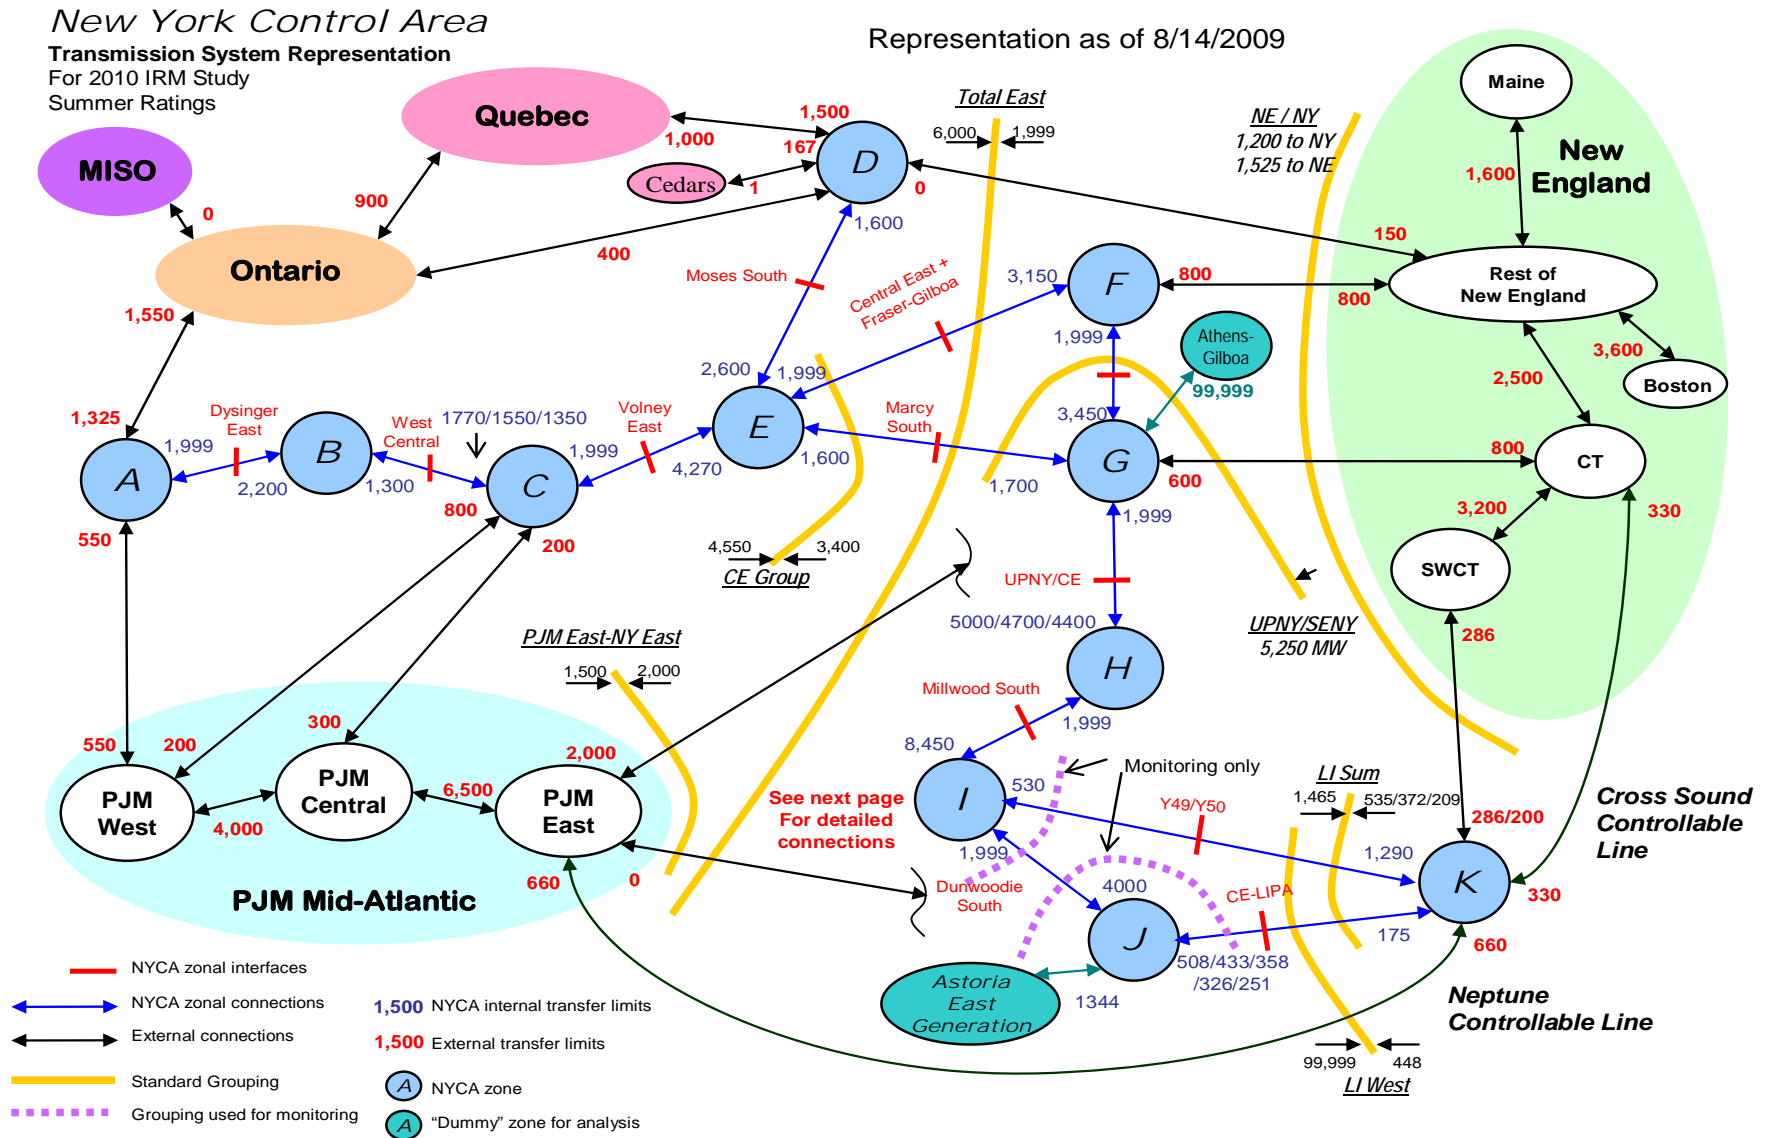 New York Control Area
Transmission System Representation
For 2010 IRM Study
Summer Ratings
Representation as of 8/14/2009
MISO
Quebec
Cedars
Ontario
0
900
1,000
1,500
167
1
400
1,550
D
0
1,600
Total East
6,000
1,999
NE / NY
1,200 to NY
1,525 to NE
Maine
New
England
1,600
150
Rest of
New England
3,600
Boston
2,500
800
CT
330
3,200
SWCT
286
Moses South
Central East +
Fraser-Gilboa
3,150
F
800
800
1,999
Athens-
Gilboa
99,999
3,450
G
600
1,700
1,999
2,600
1,999
E
1,600
Marcy
South
1,325
A
1,999
Dysinger
East
2,200
B
1,300
West
Central
1770/1550/1350
C
1,999
800
200
Volney
East
4,270
550
4,550
3,400
CE Group
UPNY/CE
5000/4700/4400
H
UPNY/SENY
5,250 MW
PJM East-NY East
1,500
2,000
Millwood South
1,999
8,450
I
530
1,999
Monitoring only
Y49/Y50
LI Sum
1,465
535/372/209
286/200
1,290
K
330
175
660
Cross Sound
Controllable
Line
550
200
300
2,000
PJM
West
4,000
PJM
Central
6,500
PJM
East
660
0
PJM Mid-Atlantic
See next page
For detailed
connections
Dunwoodie
South
4000
J
CE-LIPA
508/433/358
/326/251
Astoria
East
Generation
1344
Neptune
Controllable Line
99,999
448
LI West
NYCA zonal interfaces
NYCA zonal connections
External connections
Standard Grouping
Grouping used for monitoring
1,500 NYCA internal transfer limits
1,500 External transfer limits
A NYCA zone
A “Dummy” zone for analysis